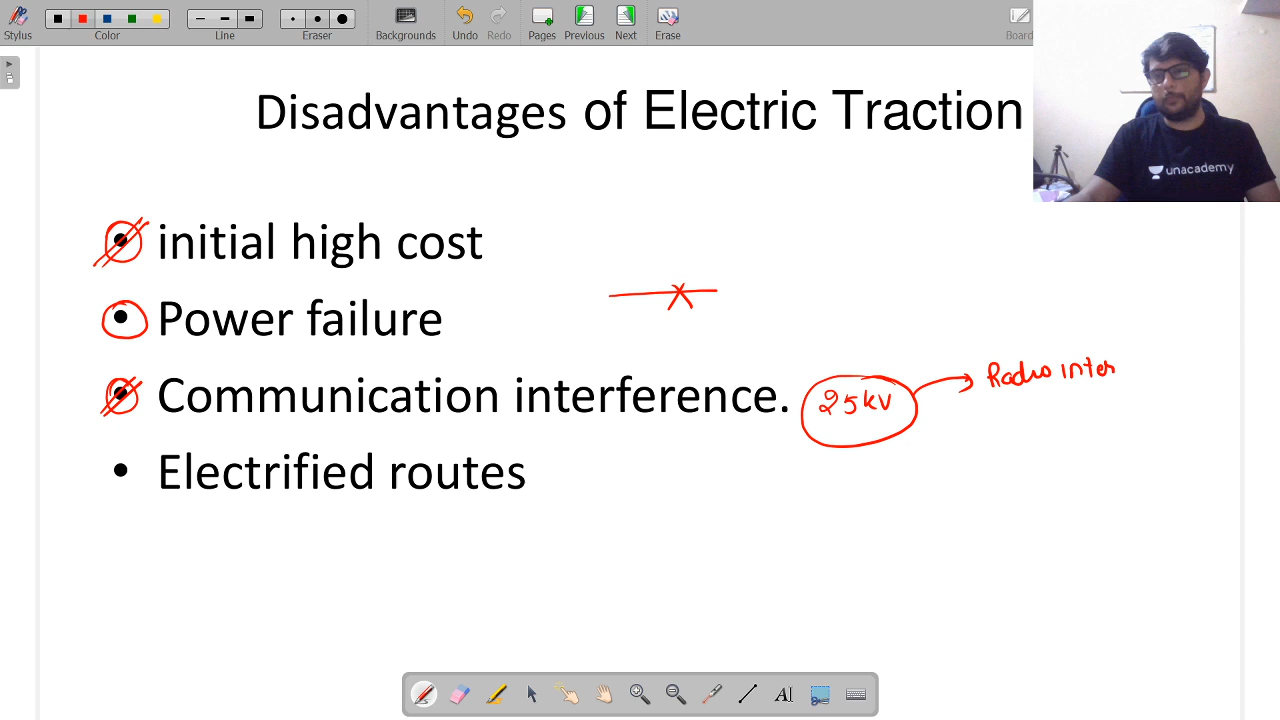 Stylus
Color
Line
Eraser
Backgrounds
Undo
Redo
Pages
Previous
Next
Erase
Board
unacademy
Disadvantages of Electric Traction
• initial high cost
• Power failure
• Communication interference. 25kv → Radio inter
• Electrified routes
AI